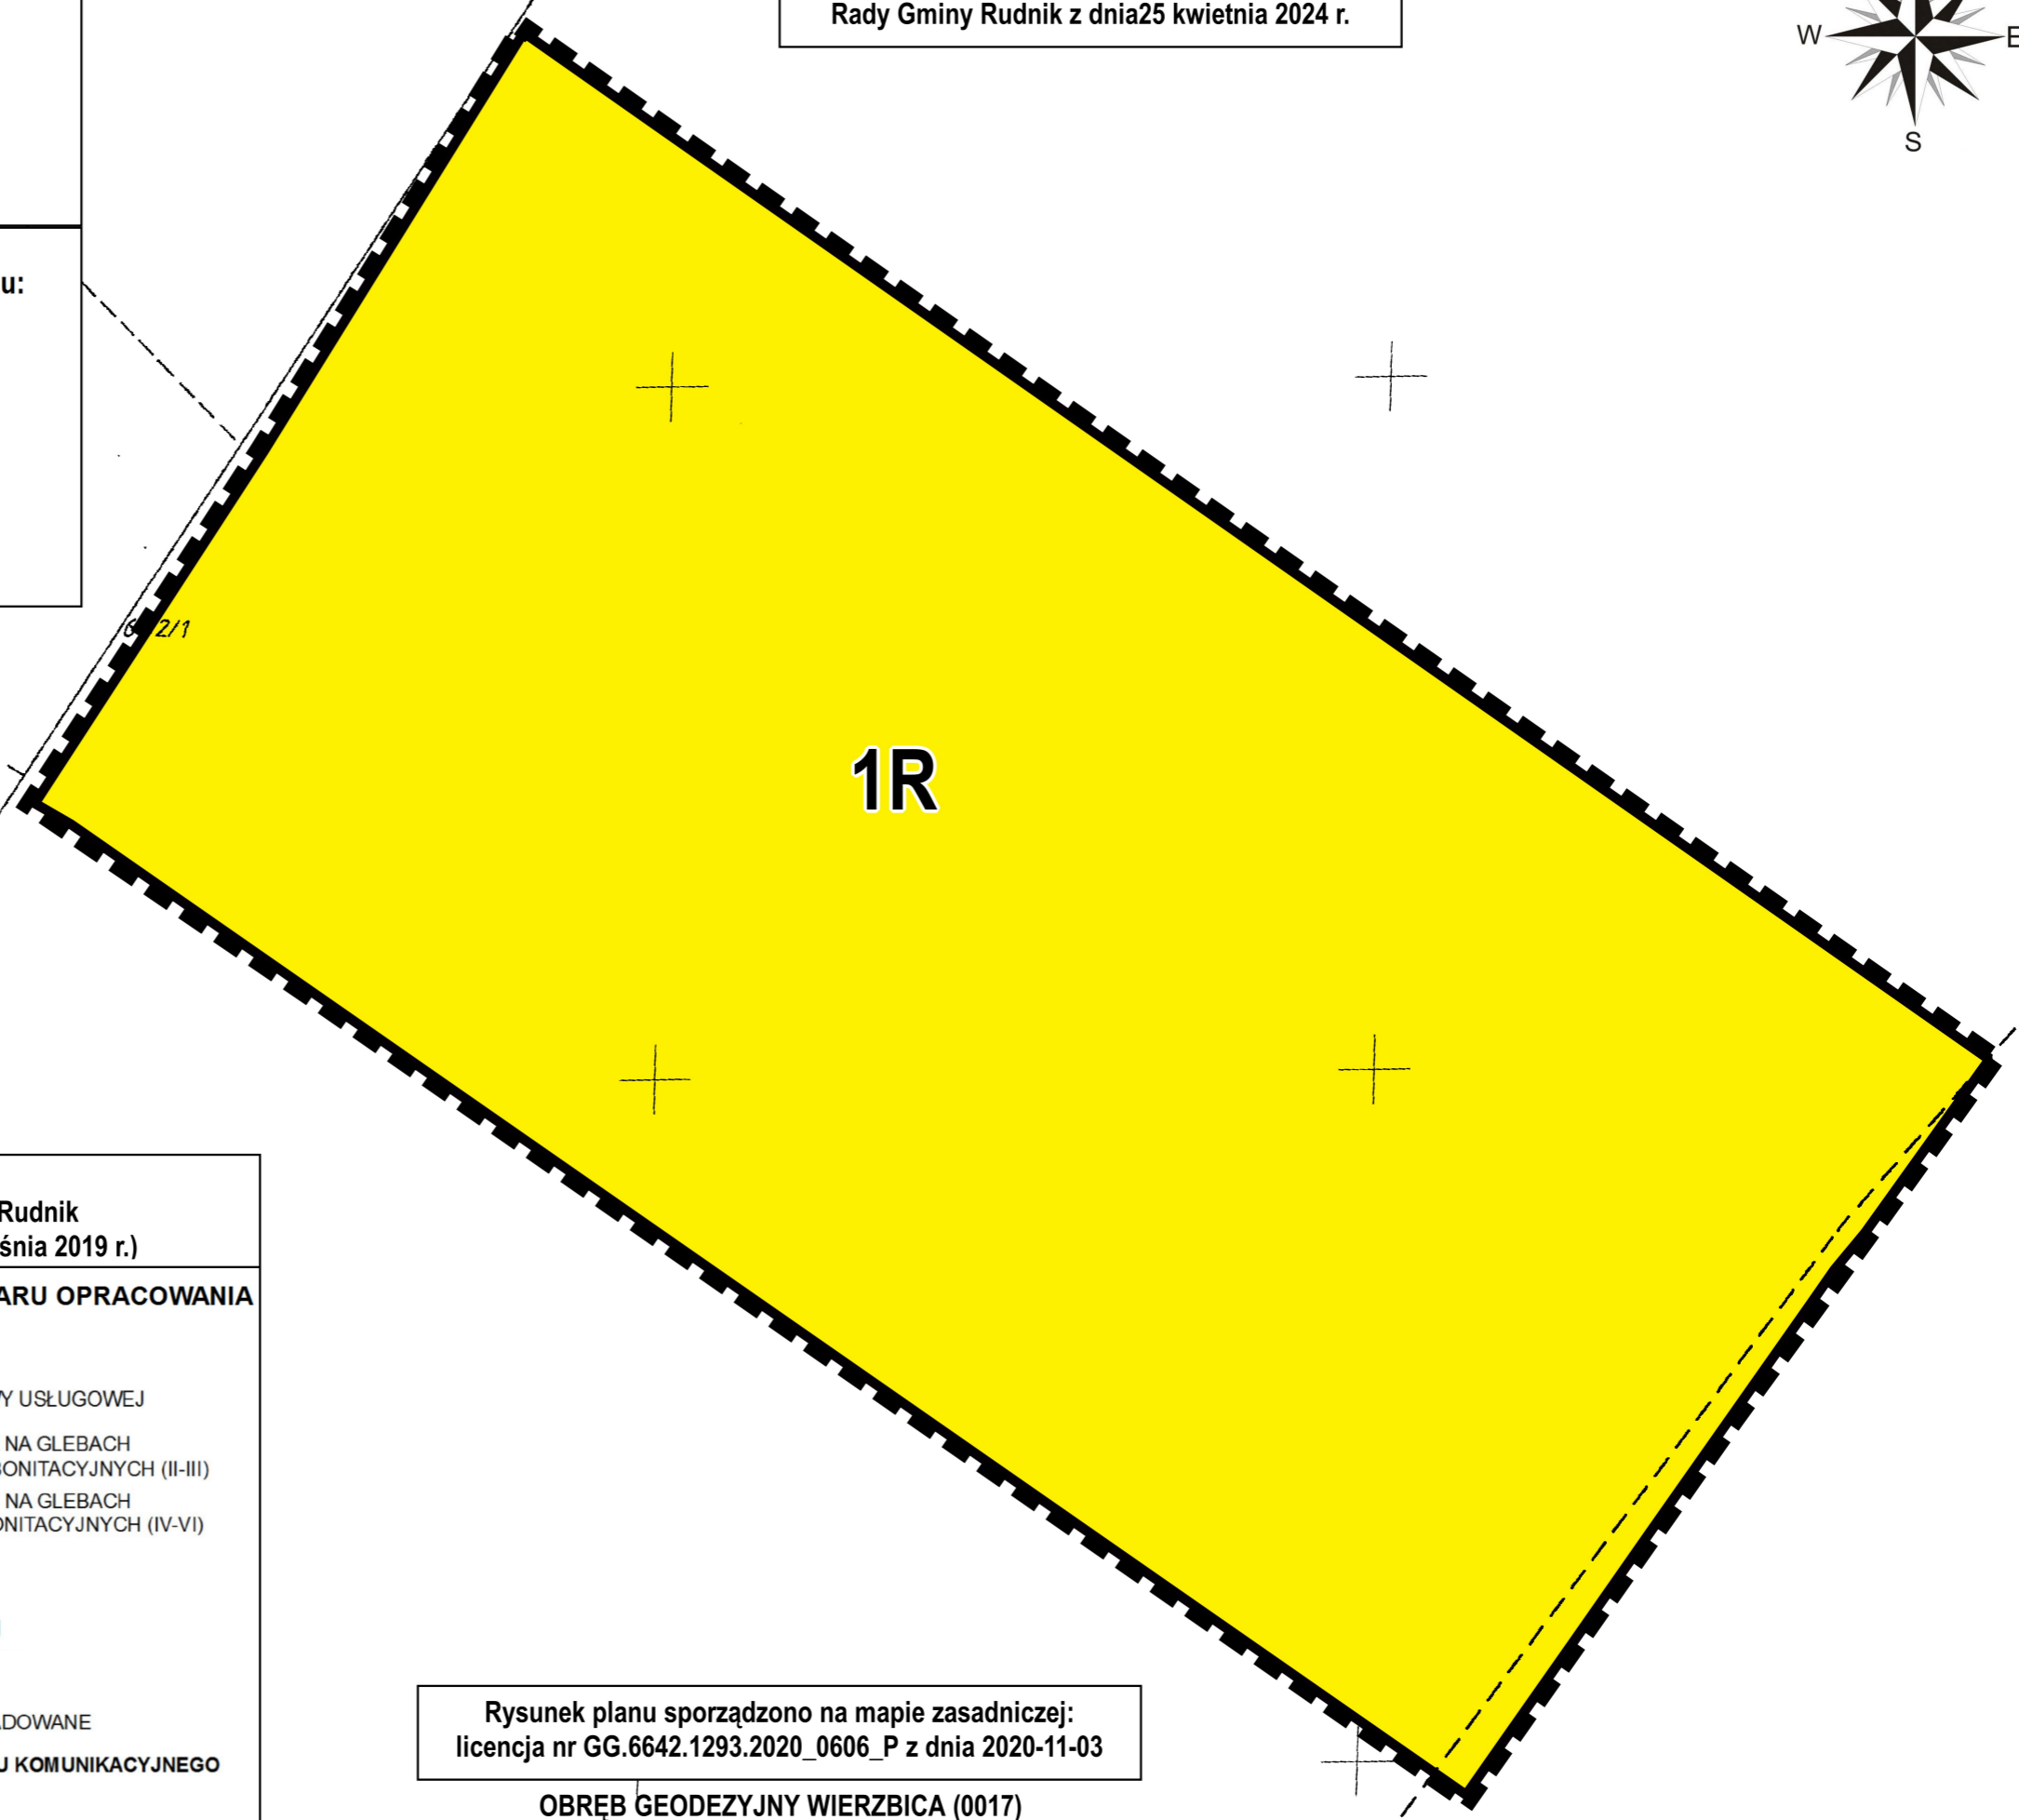 Rady Gminy Rudnik z dnia25 kwietnia 2024 r.
W
E
S
u:
2/1
1R
Rudnik
śnia 2019 r.)
ARU OPRACOWANIA
Y USŁUGOWEJ
NA GLEBACH
BONITACYJNYCH (II-III)
NA GLEBACH
ONITACYJNYCH (IV-VI)
ADOWANE
U KOMUNIKACYJNEGO
Rysunek planu sporządzono na mapie zasadniczej:
licencja nr GG.6642.1293.2020_0606_P z dnia 2020-11-03
OBRĘB GEODEZYJNY WIERZBICA (0017)